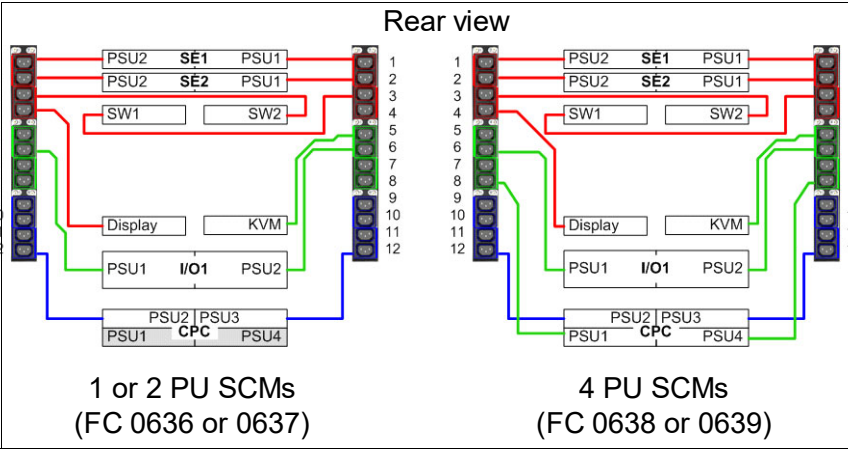 Rear view
PSU2 SE1 PSU1
PSU2 SE2 PSU1
SW1 SW2
Display KVM
PSU1 I/O1 PSU2
PSU2 PSU3
CPC
PSU1 PSU4
1
2
3
4
5
6
7
8
9
10
11
12
1 or 2 PU SCMs
(FC 0636 or 0637)
1
2
3
4
5
6
7
8
9
10
11
12
PSU2 SE1 PSU1
PSU2 SE2 PSU1
SW1 SW2
Display KVM
PSU1 I/O1 PSU2
PSU2 PSU3
CPC
PSU1 PSU4
4 PU SCMs
(FC 0638 or 0639)